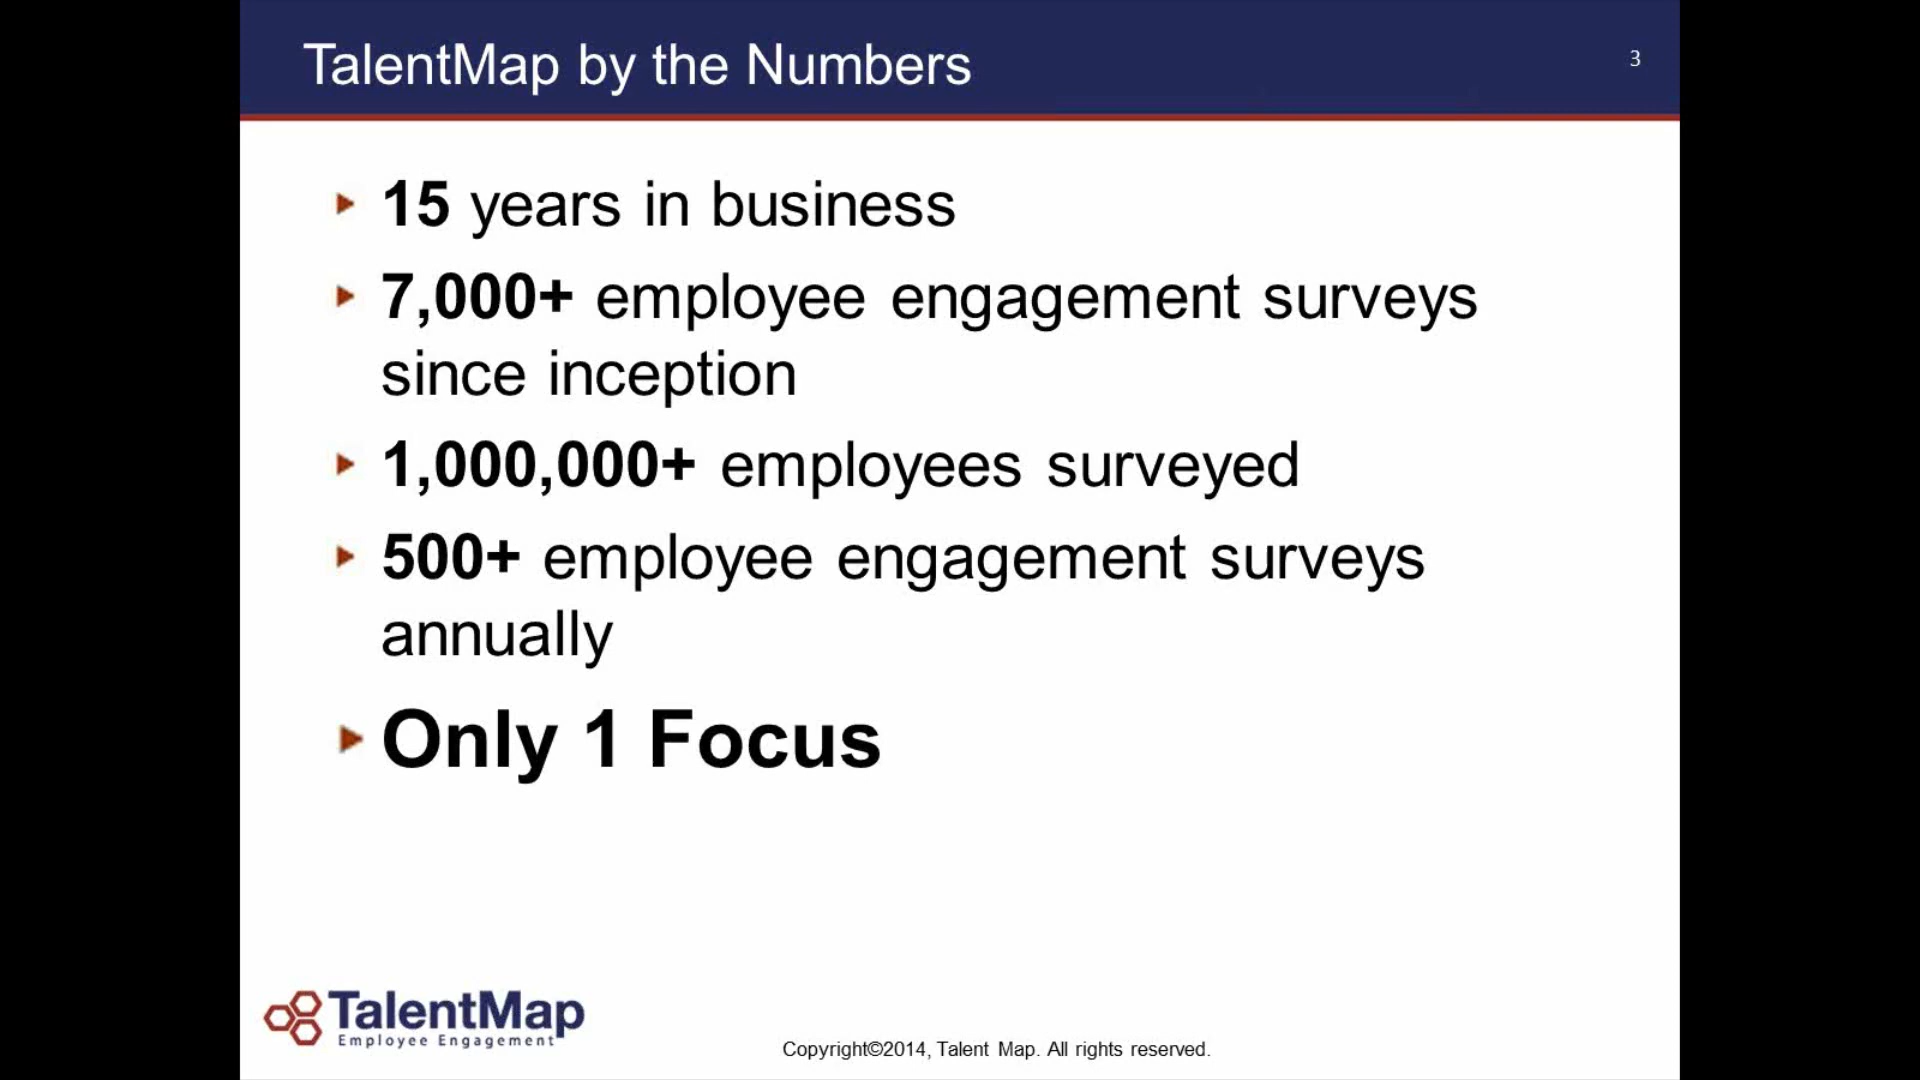 TalentMap by the Numbers
3
15 years in business
7,000+ employee engagement surveys
since inception
1,000,000+ employees surveyed
500+ employee engagement surveys
annually
Only 1 Focus
TalentMap
Employee Engagement
Copyright©2014, Talent Map. All rights reserved.